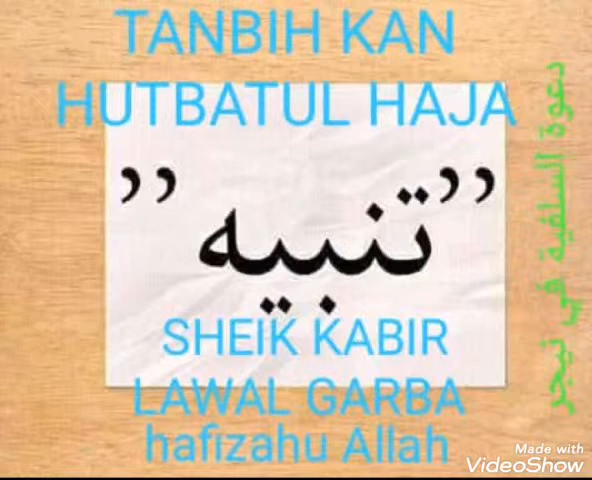 TANBIH KAN
HUTBATUL HAJA
”تنبيه”
SHEIK KABIR
LAWAL GARBA
hafizahu Allah
دعوة السلفية في نيجر
Made with
VideoShow